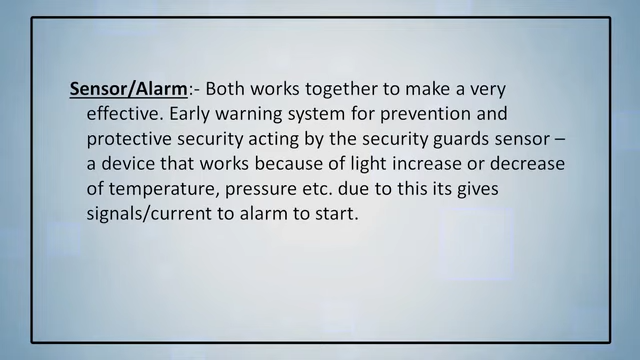 Sensor/Alarm:- Both works together to make a very
effective. Early warning system for prevention and
protective security acting by the security guards sensor –
a device that works because of light increase or decrease
of temperature, pressure etc. due to this its gives
signals/current to alarm to start.